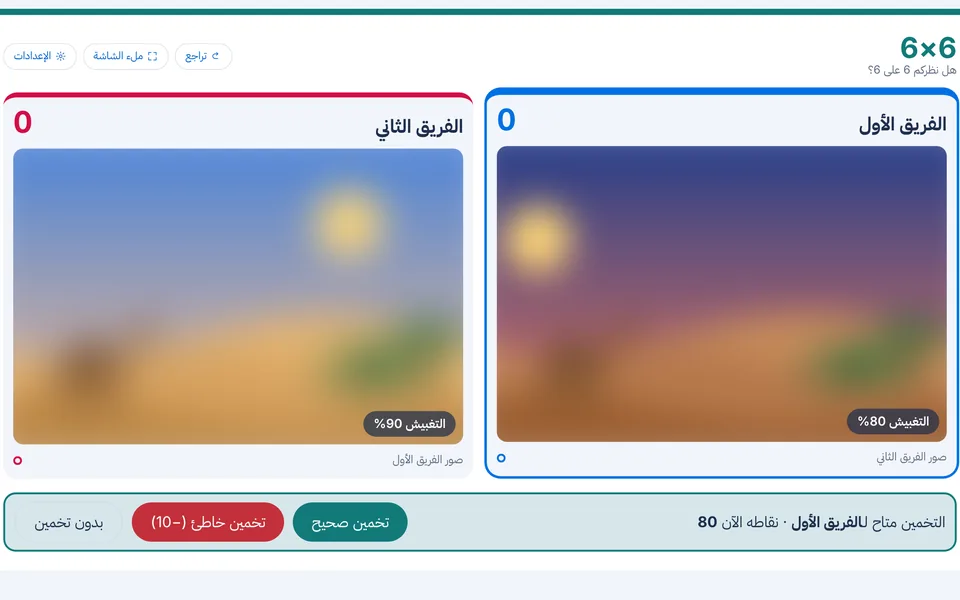 6×6
هل نظركم 6 على 6؟
تراجع
ملء الشاشة
الإعدادات
الفريق الأول
0
التغبيش 80%
صور الفريق الثاني
الفريق الثاني
0
التغبيش 90%
صور الفريق الأول
التخمين متاح للفريق الأول · نقاطه الآن 80
تخمين صحيح
تخمين خاطئ (−10)
بدون تخمين